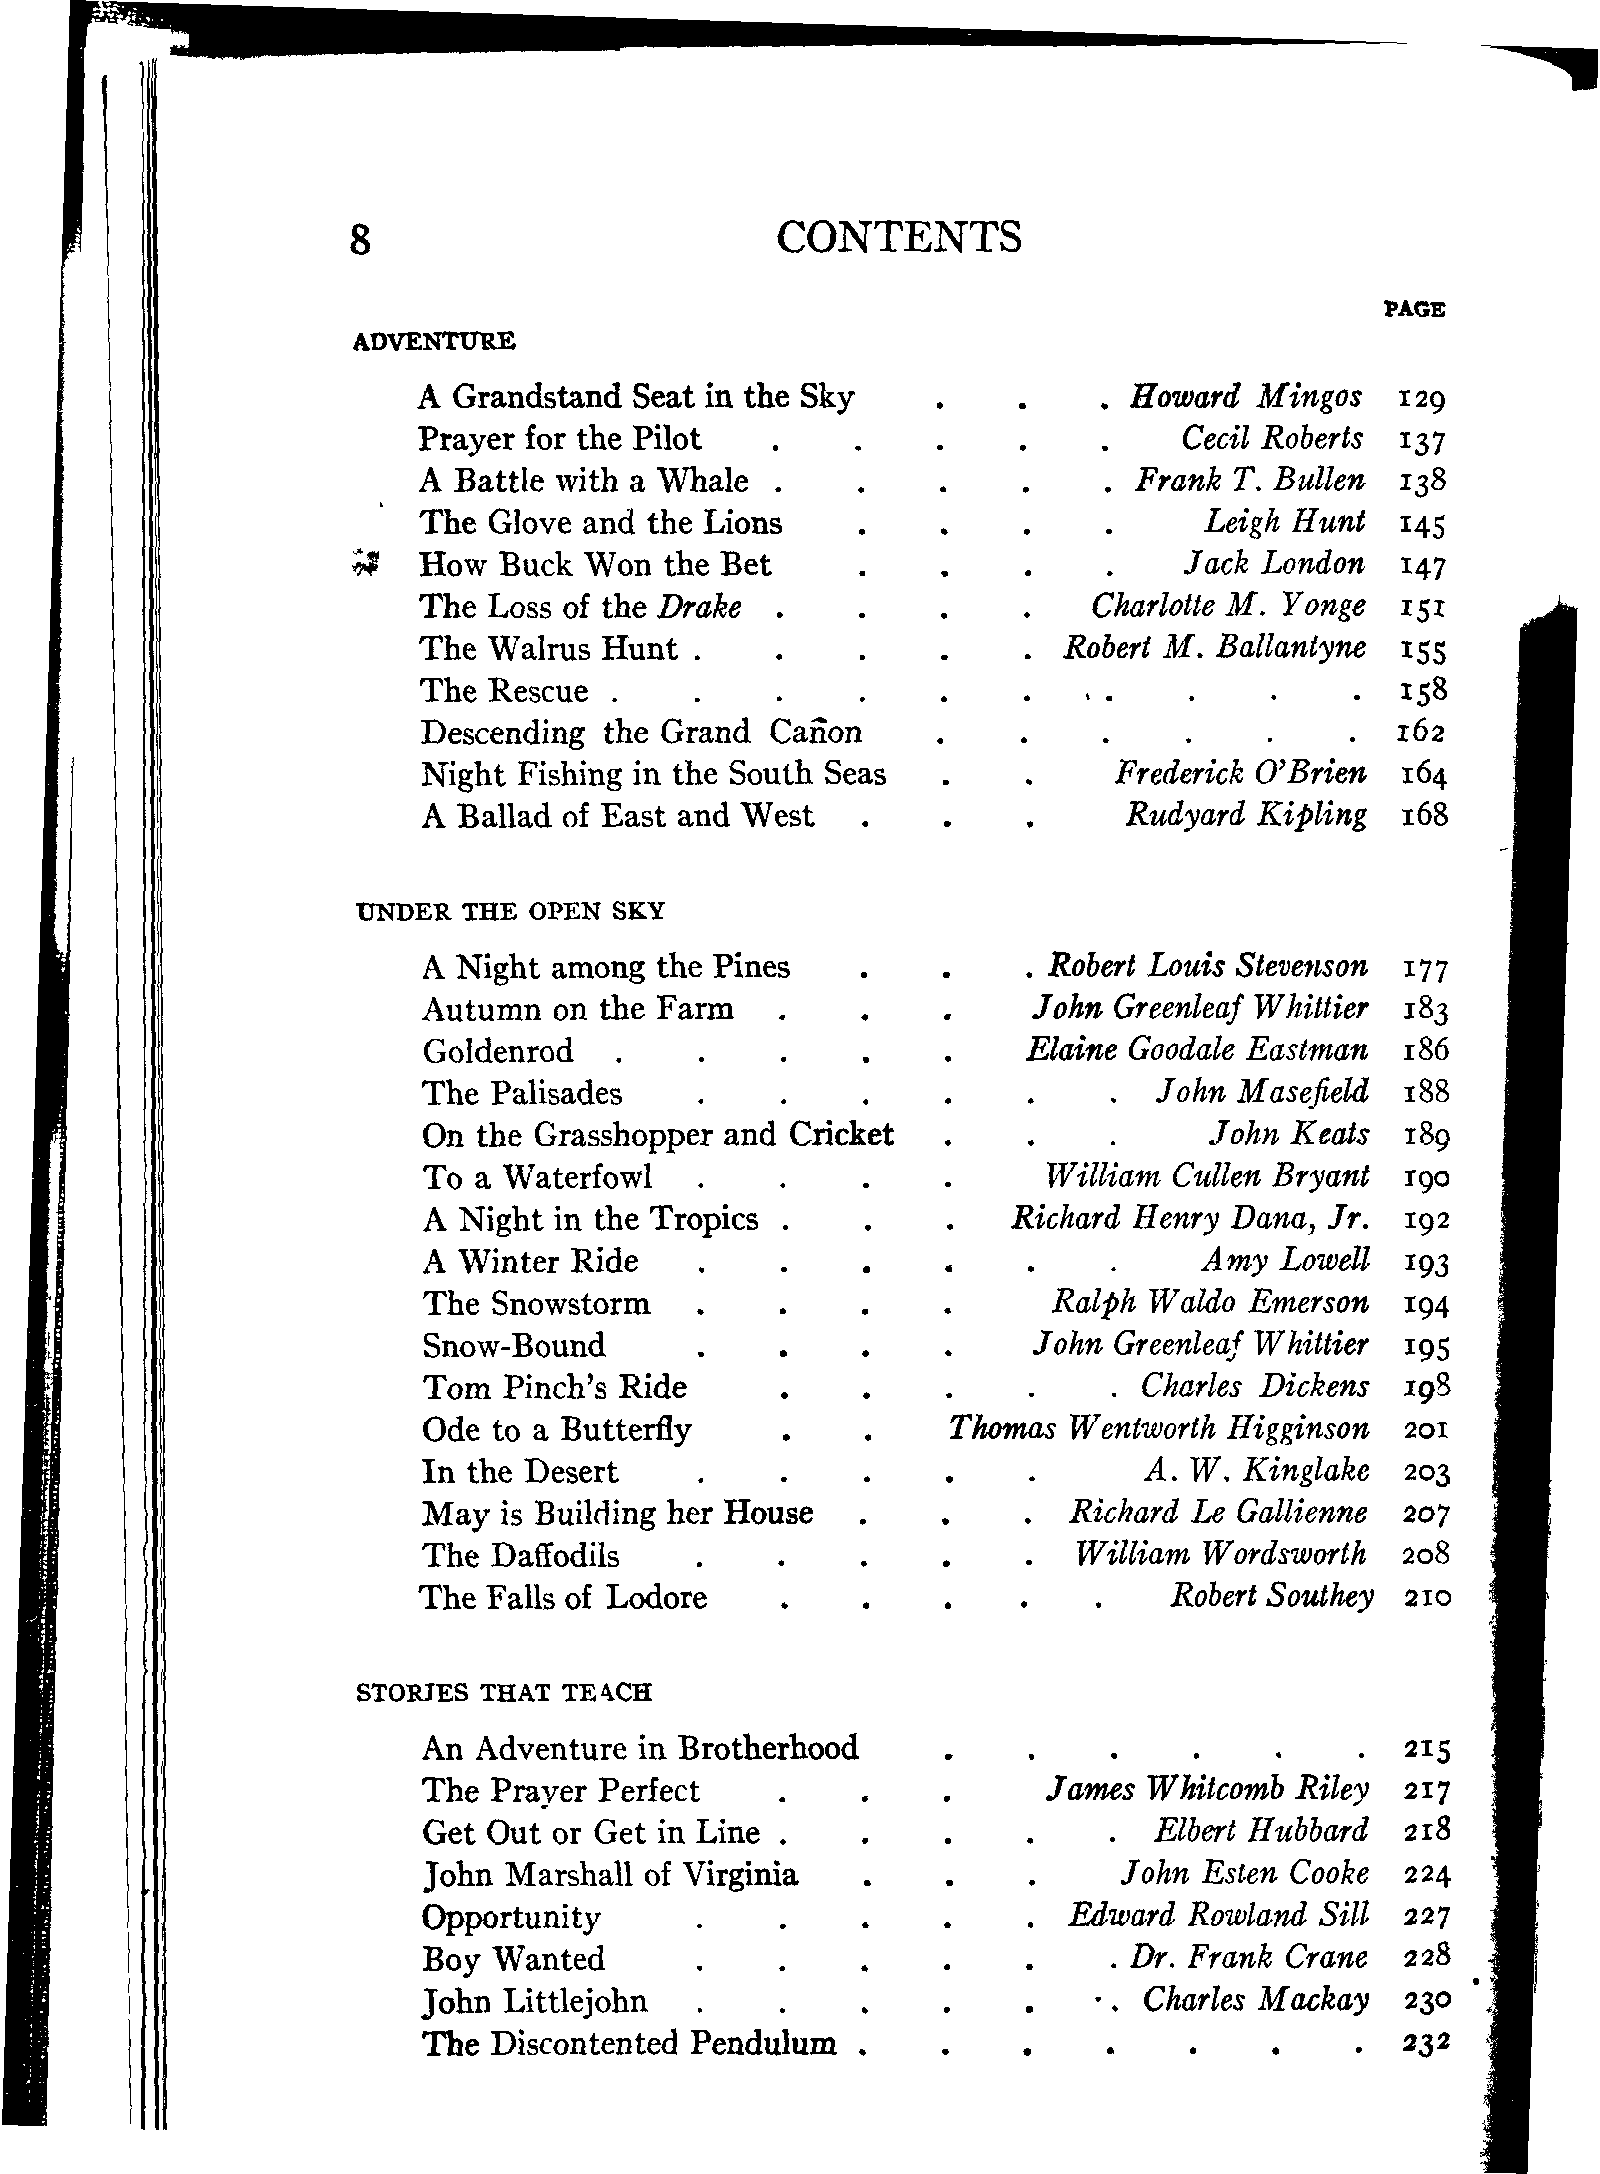 8 CONTENTS
PAGE
ADVENTURE
A Grandstand Seat in the Sky . . . Howard Mingos 129
Prayer for the Pilot . . . . . Cecil Roberts 137
A Battle with a Whale . . . . . Frank T. Bullen 138
The Glove and the Lions . . . . Leigh Hunt 145
How Buck Won the Bet . . . . Jack London 147
The Loss of the Drake . . . . Charlotte M. Yonge 151
The Walrus Hunt . . . . . Robert M. Ballantyne 155
The Rescue . . . . . . . . . . 158
Descending the Grand Cañon . . . . . . 162
Night Fishing in the South Seas . . Frederick O'Brien 164
A Ballad of East and West . . . Rudyard Kipling 168
UNDER THE OPEN SKY
A Night among the Pines . . . Robert Louis Stevenson 177
Autumn on the Farm . . . John Greenleaf Whittier 183
Goldenrod . . . . . Elaine Goodale Eastman 186
The Palisades . . . . . . John Masefield 188
On the Grasshopper and Cricket . . . John Keats 189
To a Waterfowl . . . . William Cullen Bryant 190
A Night in the Tropics . . . Richard Henry Dana, Jr. 192
A Winter Ride . . . . . . Amy Lowell 193
The Snowstorm . . . . Ralph Waldo Emerson 194
Snow-Bound . . . . John Greenleaf Whittier 195
Tom Pinch's Ride . . . . . Charles Dickens 198
Ode to a Butterfly . . Thomas Wentworth Higginson 201
In the Desert . . . . . A. W. Kinglake 203
May is Building her House . . . Richard Le Gallienne 207
The Daffodils . . . . . William Wordsworth 208
The Falls of Lodore . . . . . Robert Southey 210
STORIES THAT TEACH
An Adventure in Brotherhood . . . . . . 215
The Prayer Perfect . . . James Whitcomb Riley 217
Get Out or Get in Line . . . . . Elbert Hubbard 218
John Marshall of Virginia . . . John Esten Cooke 224
Opportunity . . . . . Edward Rowland Sill 227
Boy Wanted . . . . . . Dr. Frank Crane 228
John Littlejohn . . . . . . Charles Mackay 230
The Discontented Pendulum . . . . . . . 232